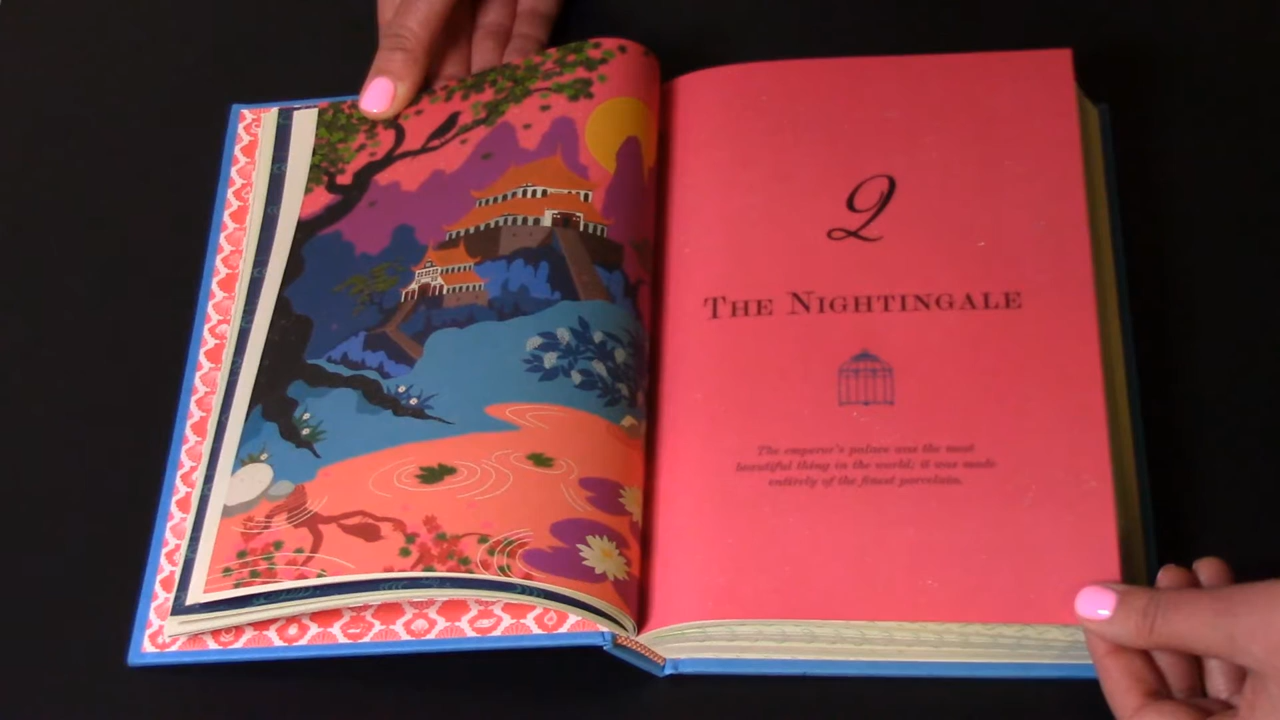 2
THE NIGHTINGALE
The emperor's palace was the most
beautiful thing in the world; it was made
entirely of the finest porcelain.